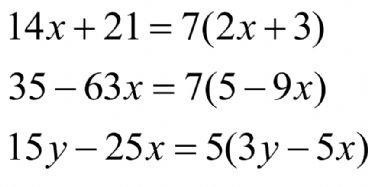 14x + 21 = 7(2x + 3)
35 − 63x = 7(5 − 9x)
15y − 25x = 5(3y − 5x)